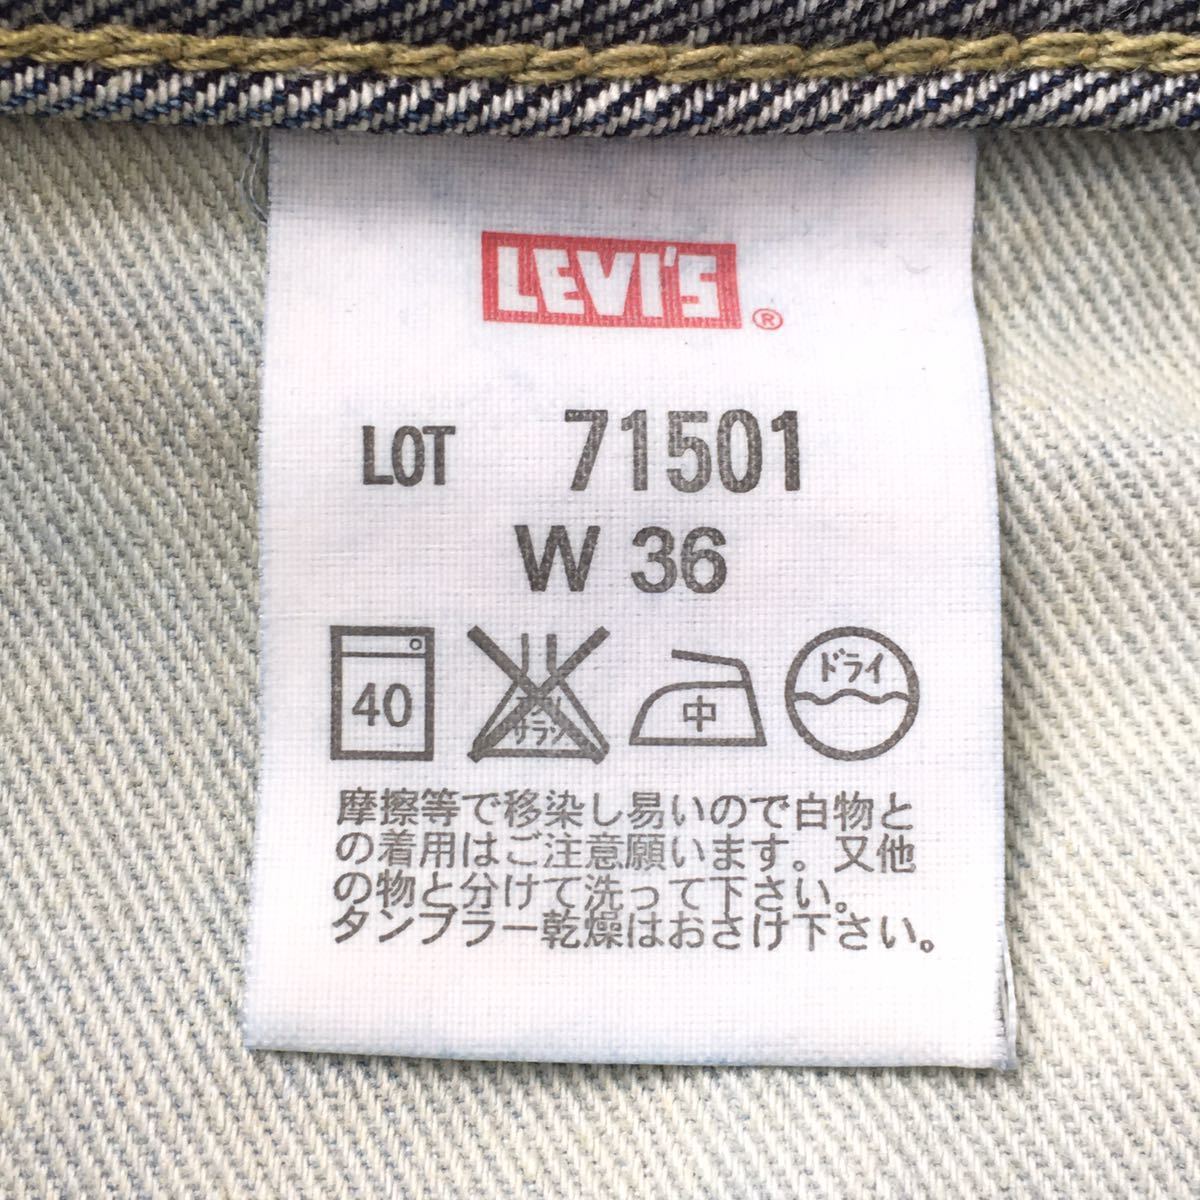 LEVI'S ®
LOT 71501
W 36
40
サラシ
中
ドライ
摩擦等で移染し易いので白物と
の着用はご注意願います。又他
の物と分けて洗って下さい。
タンブラー乾燥はおさけ下さい。